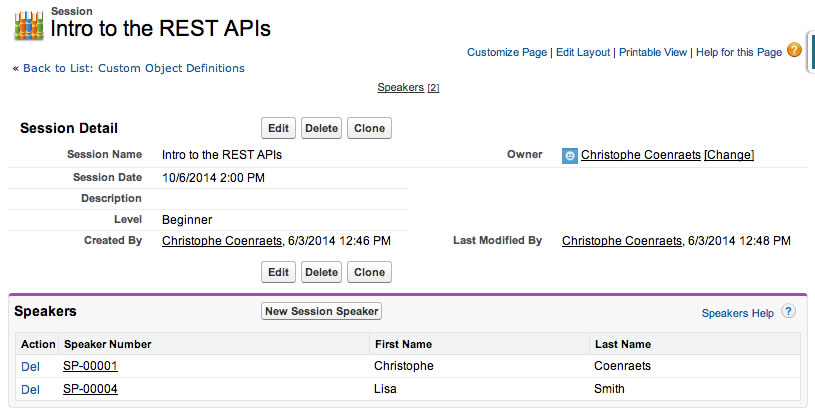 Session
Intro to the REST APIs
Customize Page | Edit Layout | Printable View | Help for this Page ?
« Back to List: Custom Object Definitions
Speakers [2]
Session Detail Edit Delete Clone
Session Name Intro to the REST APIs Owner Christophe Coenraets [Change]
Session Date 10/6/2014 2:00 PM
Description
Level Beginner
Created By Christophe Coenraets, 6/3/2014 12:46 PM Last Modified By Christophe Coenraets, 6/3/2014 12:48 PM
Edit Delete Clone
Speakers New Session Speaker Speakers Help ?
Action Speaker Number First Name Last Name
Del SP-00001 Christophe Coenraets
Del SP-00004 Lisa Smith